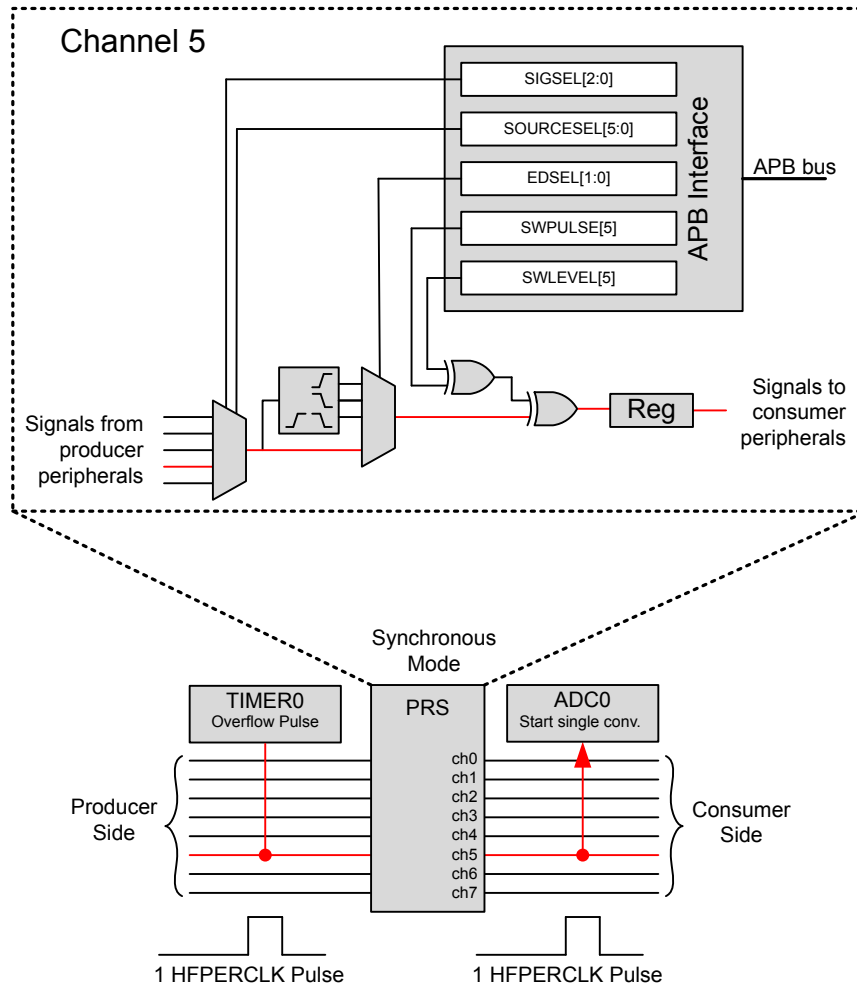 Channel 5
SIGSEL[2:0]
SOURCESEL[5:0]
EDSEL[1:0]
SWPULSE[5]
SWLEVEL[5]
APB Interface
APB bus
Signals from
producer
peripherals
Reg
Signals to
consumer
peripherals
Synchronous
Mode
TIMER0
Overflow Pulse
PRS
ADC0
Start single conv.
ch0
ch1
ch2
ch3
ch4
ch5
ch6
ch7
Producer
Side
Consumer
Side
1 HFPERCLK Pulse
1 HFPERCLK Pulse